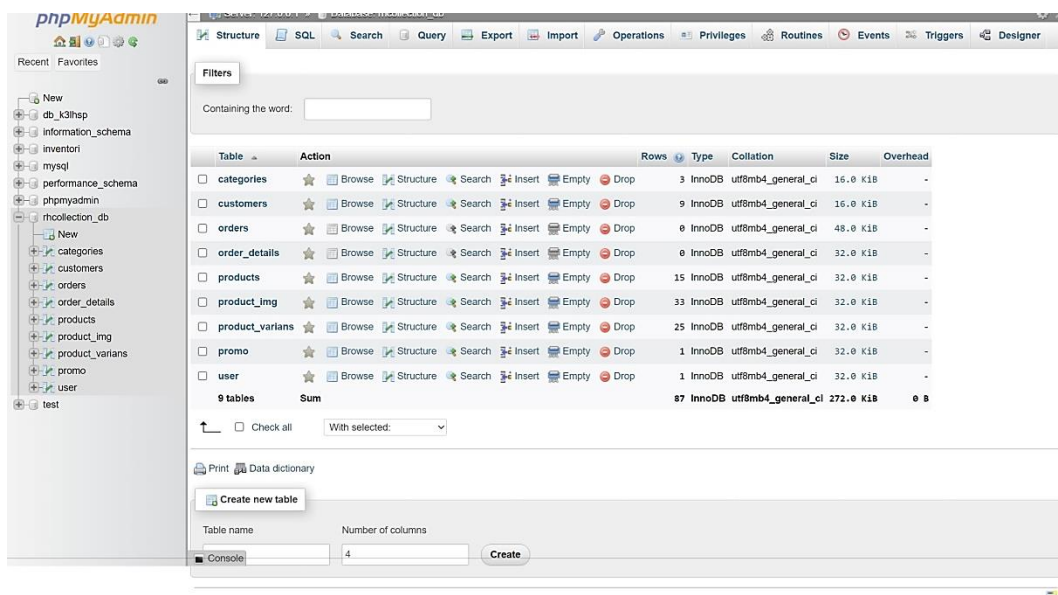 phpMyAdmin
Server: 127.0.0.1 » Database: rhcollection_db
Structure SQL Search Query Export Import Operations Privileges Routines Events Triggers Designer
Recent Favorites
New
db_k3lhsp
information_schema
inventori
mysql
performance_schema
phpmyadmin
rhcollection_db
New
categories
customers
orders
order_details
products
product_img
product_varians
promo
user
test
Filters
Containing the word:
Table Action Rows Type Collation Size Overhead
categories Browse Structure Search Insert Empty Drop 3 InnoDB utf8mb4_general_ci 16.0 KiB -
customers Browse Structure Search Insert Empty Drop 9 InnoDB utf8mb4_general_ci 16.0 KiB -
orders Browse Structure Search Insert Empty Drop 0 InnoDB utf8mb4_general_ci 48.0 KiB -
order_details Browse Structure Search Insert Empty Drop 0 InnoDB utf8mb4_general_ci 32.0 KiB -
products Browse Structure Search Insert Empty Drop 15 InnoDB utf8mb4_general_ci 32.0 KiB -
product_img Browse Structure Search Insert Empty Drop 33 InnoDB utf8mb4_general_ci 32.0 KiB -
product_varians Browse Structure Search Insert Empty Drop 25 InnoDB utf8mb4_general_ci 32.0 KiB -
promo Browse Structure Search Insert Empty Drop 1 InnoDB utf8mb4_general_ci 32.0 KiB -
user Browse Structure Search Insert Empty Drop 1 InnoDB utf8mb4_general_ci 32.0 KiB -
9 tables Sum 87 InnoDB utf8mb4_general_ci 272.0 KiB 0 B
Check all With selected:
Print Data dictionary
Create new table
Table name Number of columns
4 Create
Console